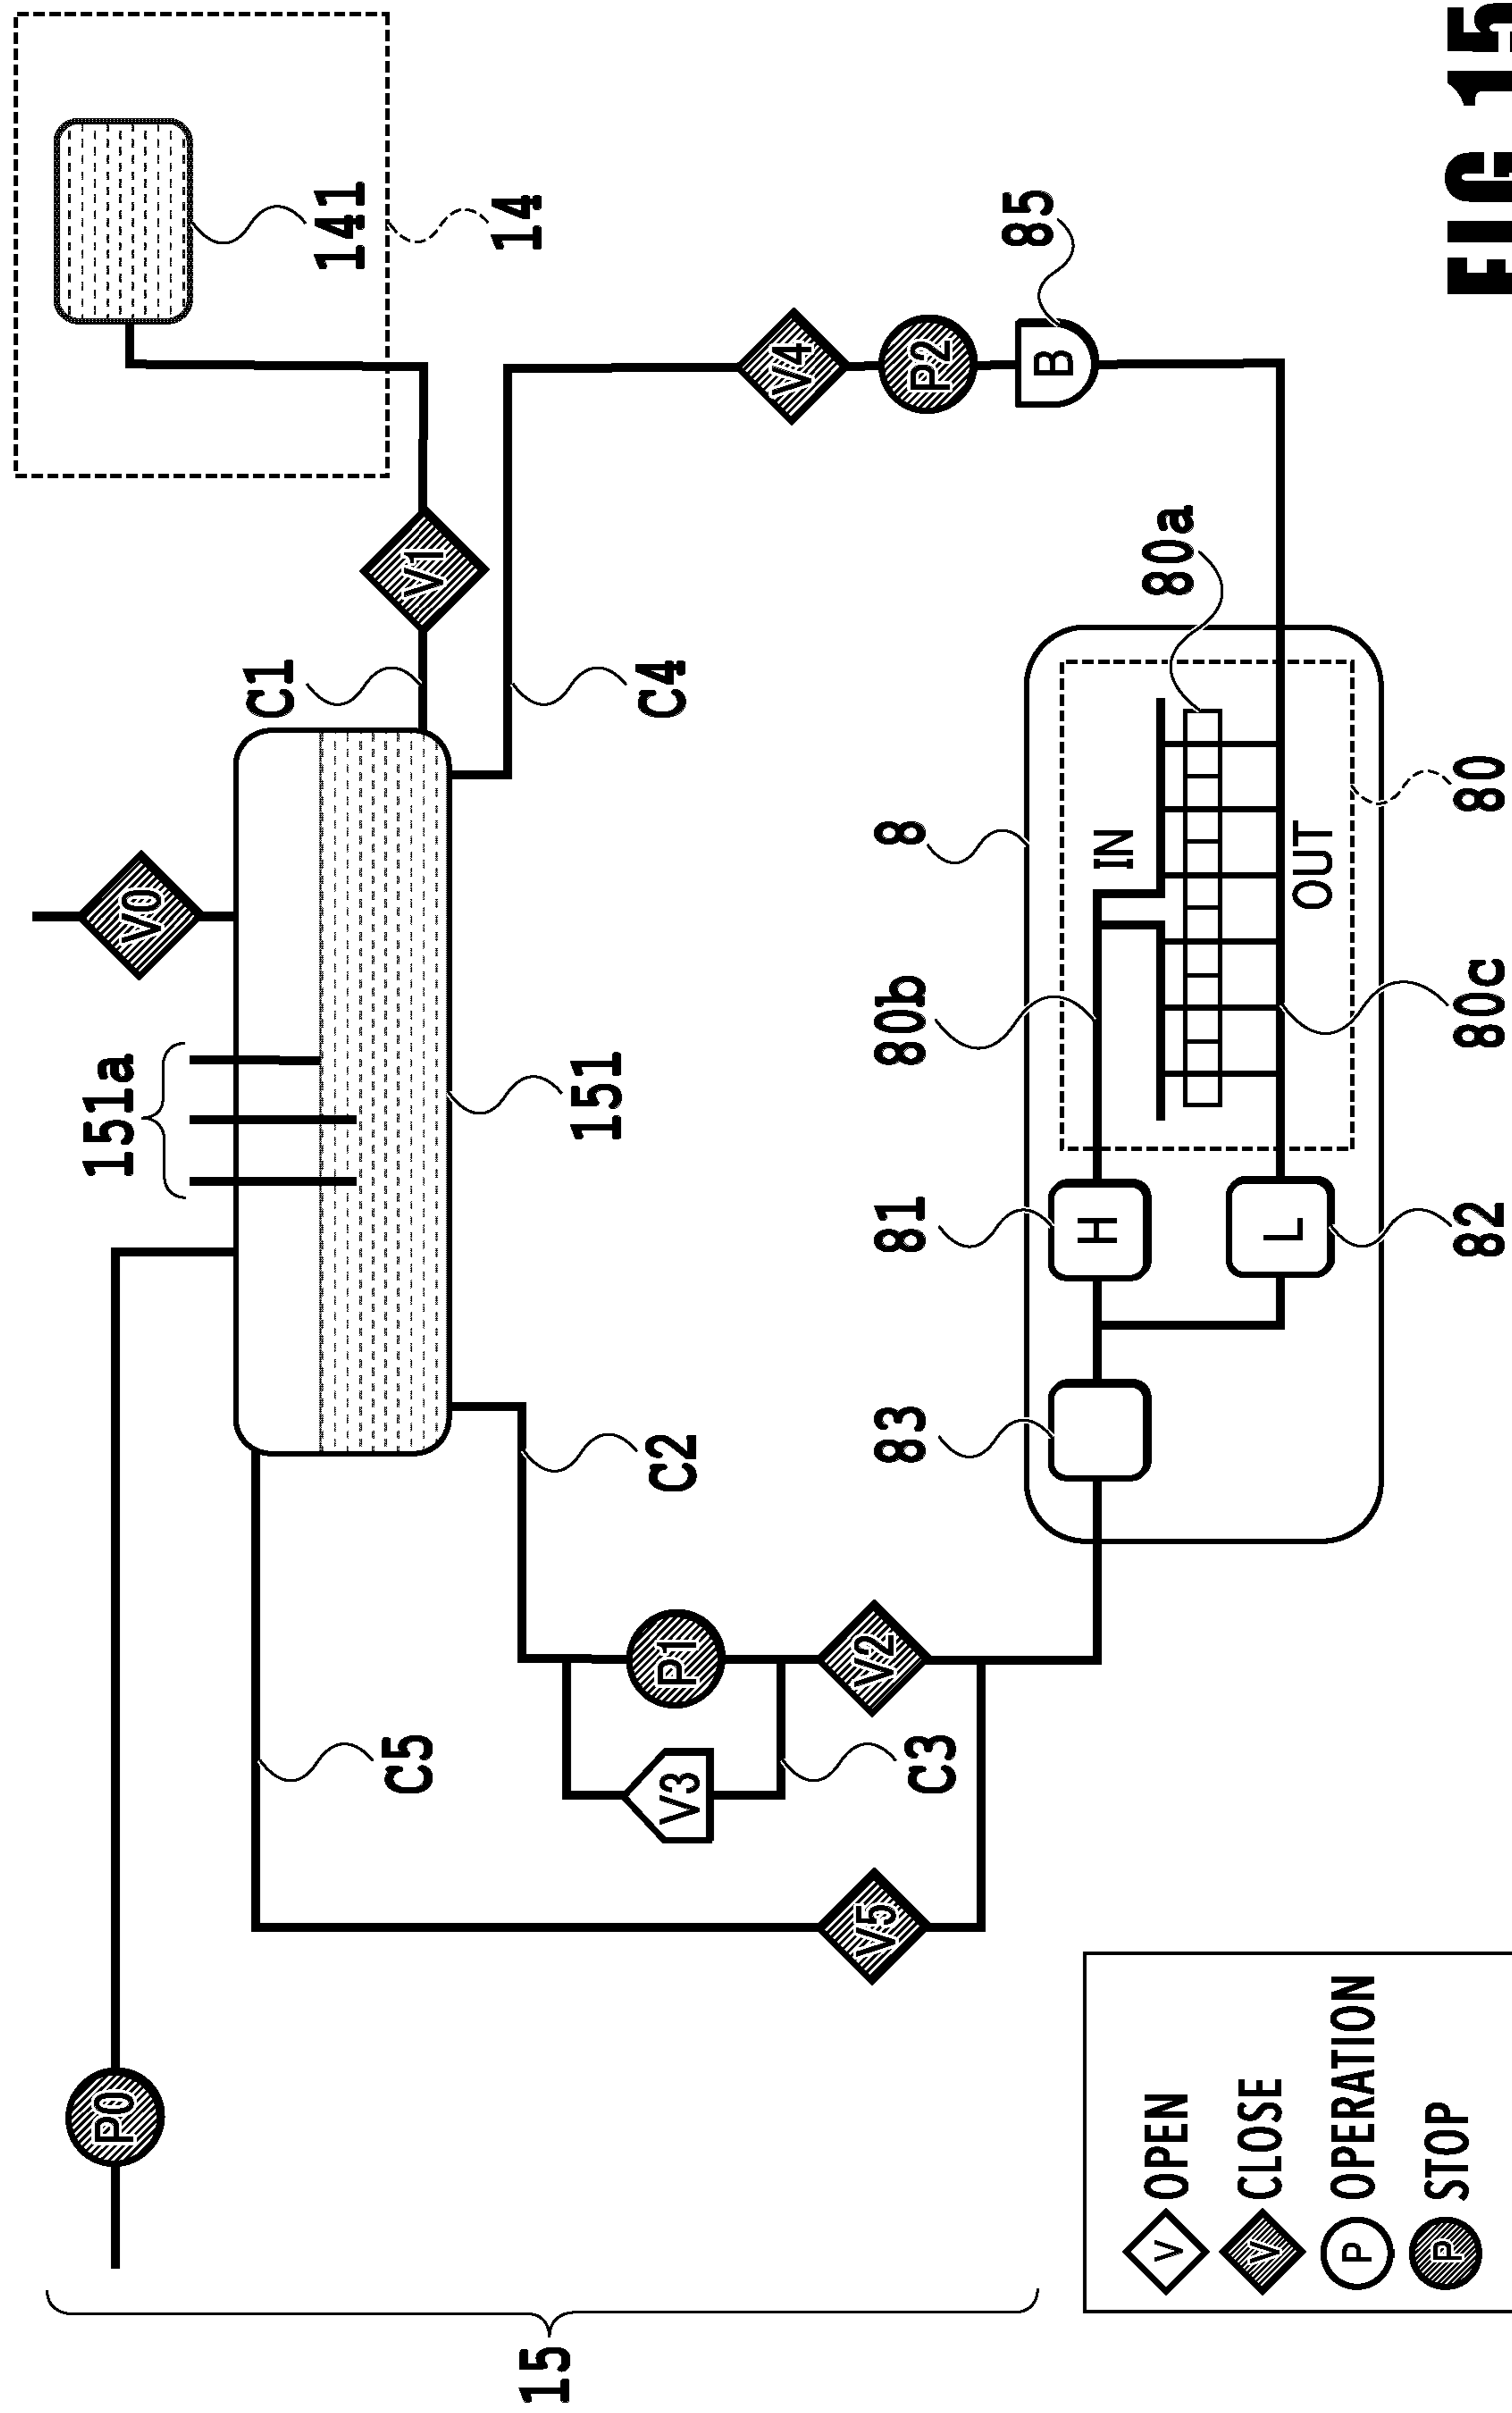 P0
151a
V0
C1
141
C5
V1
14
15
151
C2
C4
V3
P1
V4
V5
V2
83
81
80b
8
C3
P2
85
B
H
IN
80a
V OPEN
V CLOSE
L
OUT
P OPERATION
P STOP
82
80c
80
FIG 15